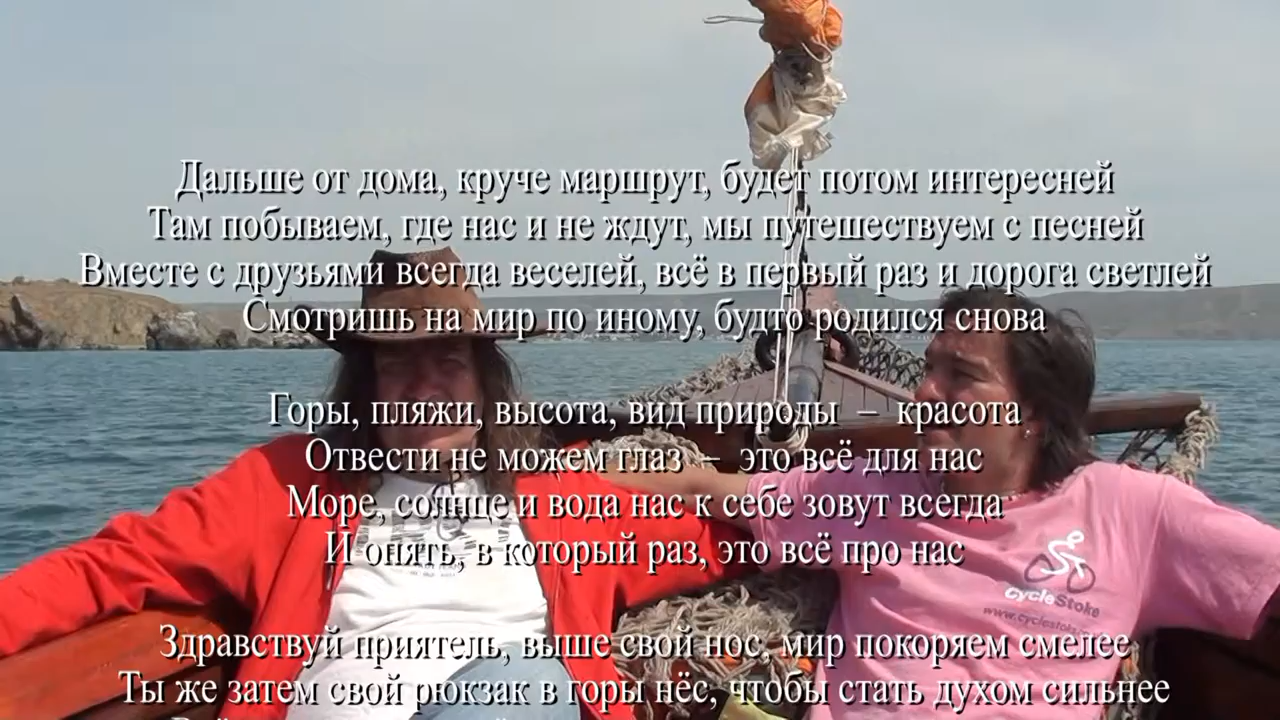 Дальше от дома, круче маршрут, будет потом интересней
Там побываем, где нас и не ждут, мы путешествуем с песней
Вместе с друзьями всегда веселей, всё в первый раз и дорога светлей
Смотришь на мир по иному, будто родился снова
Горы, пляжи, высота, вид природы – красота
Отвести не можем глаз – это всё для нас
Море, солнце и вода нас к себе зовут всегда
И опять, в который раз, это всё про нас
CycleStoke
www.cyclestok
Здравствуй приятель, выше свой нос, мир покоряем смелее
Ты же затем свой рюкзак в горы нёс, чтобы стать духом сильнее